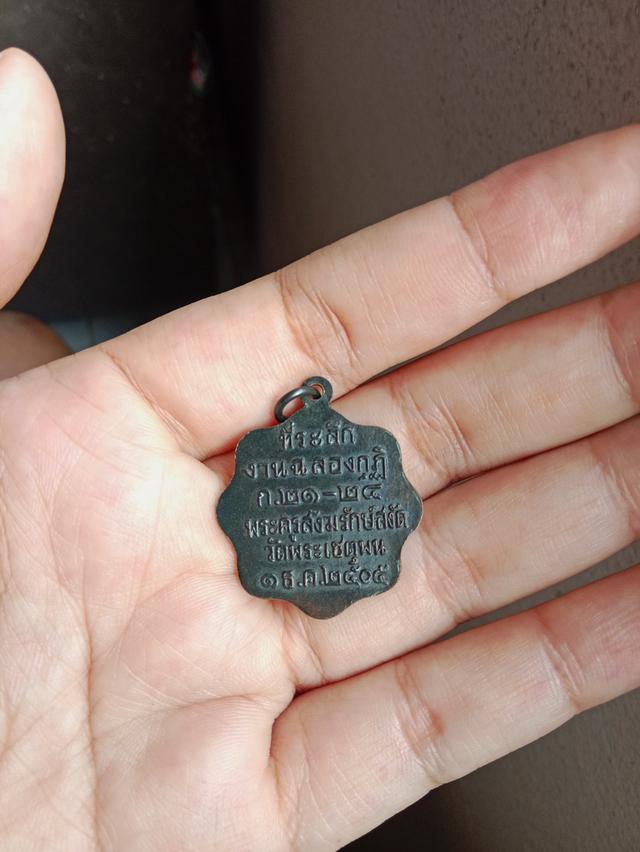 ที่ระลึก
งานฉลองกุฏิ
ก.๒๑-๒๔
พระครูสังฆรักษ์สงัด
วัดพระเชตุพน
๑ ธ.ค.๒๕๐๕